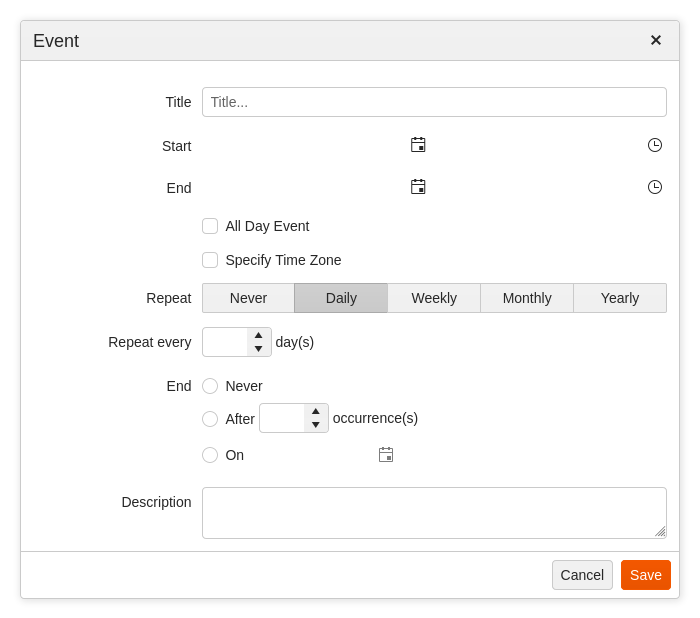 Event
Title Title...
Start
End
All Day Event
Specify Time Zone
Repeat Never Daily Weekly Monthly Yearly
Repeat every day(s)
End Never
After occurrence(s)
On
Description
Cancel Save